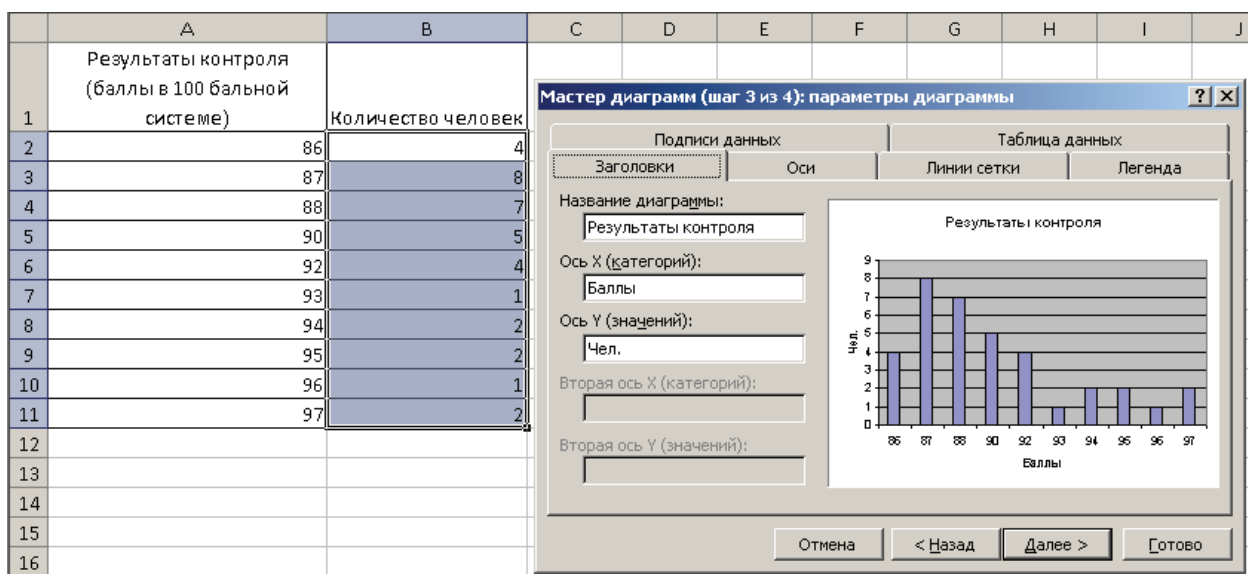 A B C D E F G H I J
1 Результаты контроля
(баллы в 100 бальной
системе) Количество человек
2 86 4
3 87 8
4 88 7
5 90 5
6 92 4
7 93 1
8 94 2
9 95 2
10 96 1
11 97 2
12
13
14
15
16
Мастер диаграмм (шаг 3 из 4): параметры диаграммы ? X
Подписи данных Таблица данных
Заголовки Оси Линии сетки Легенда
Название диаграммы:
Результаты контроля
Ось X (категорий):
Баллы
Ось Y (значений):
Чел.
Вторая ось X (категорий):
Вторая ось Y (значений):
Результаты контроля
9
8
7
6
5
4
3
2
1
0
Чел.
86 87 88 90 92 93 94 95 96 97
Баллы
Отмена < Назад Далее > Готово